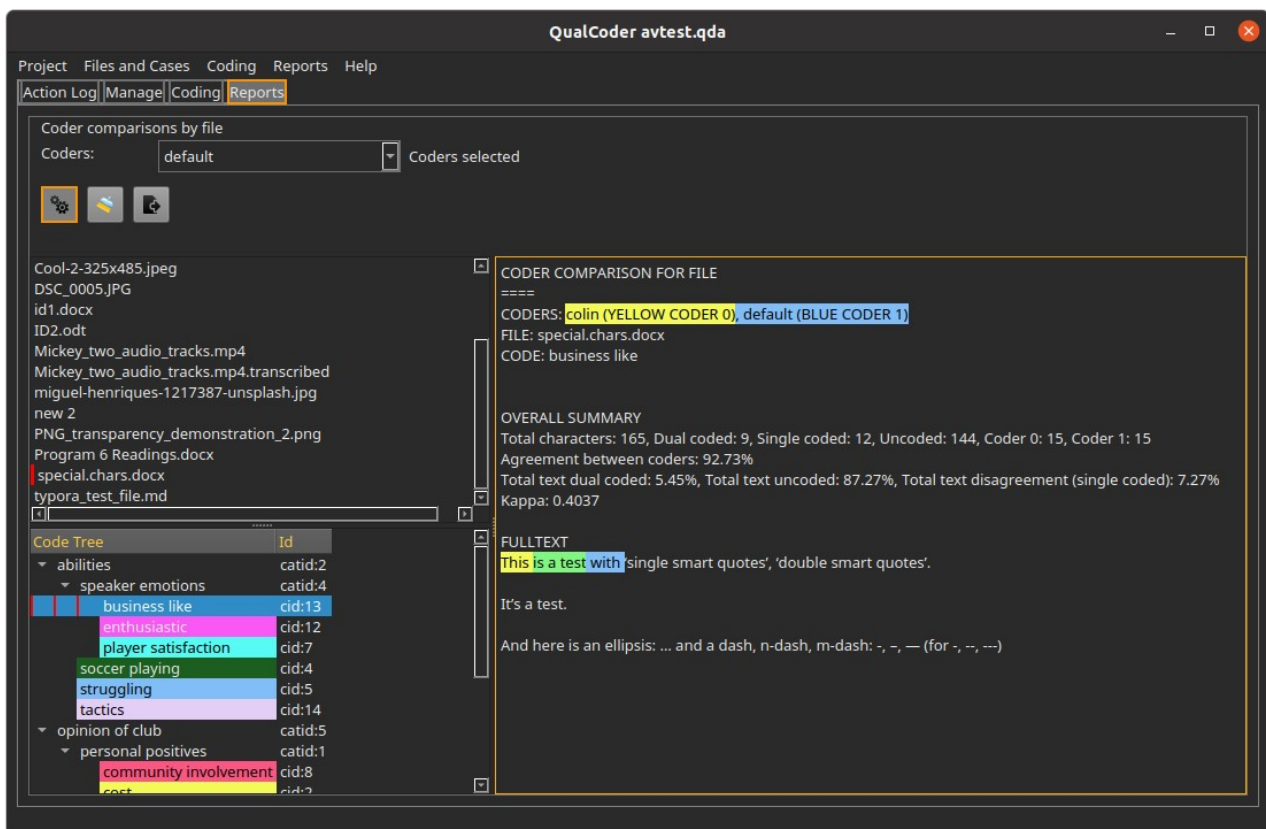 QualCoder avtest.qda
Project Files and Cases Coding Reports Help
Action Log Manage Coding Reports
Coder comparisons by file
Coders: default Coders selected
Cool-2-325x485.jpeg
DSC_0005.JPG
id1.docx
ID2.odt
Mickey_two_audio_tracks.mp4
Mickey_two_audio_tracks.mp4.transcribed
miguel-henriques-1217387-unsplash.jpg
new 2
PNG_transparency_demonstration_2.png
Program 6 Readings.docx
special.chars.docx
typora_test_file.md
Code Tree Id
abilities catid:2
speaker emotions catid:4
business like cid:13
enthusiastic cid:12
player satisfaction cid:7
soccer playing cid:4
struggling cid:5
tactics cid:14
opinion of club catid:5
personal positives catid:1
community involvement cid:8
cost cid:2
CODER COMPARISON FOR FILE
====
CODERS: colin (YELLOW CODER 0), default (BLUE CODER 1)
FILE: special.chars.docx
CODE: business like
OVERALL SUMMARY
Total characters: 165, Dual coded: 9, Single coded: 12, Uncoded: 144, Coder 0: 15, Coder 1: 15
Agreement between coders: 92.73%
Total text dual coded: 5.45%, Total text uncoded: 87.27%, Total text disagreement (single coded): 7.27%
Kappa: 0.4037
FULLTEXT
This is a test with ‘single smart quotes’, ‘double smart quotes’.
It’s a test.
And here is an ellipsis: … and a dash, n-dash, m-dash: -, –, — (for -, --, ---)